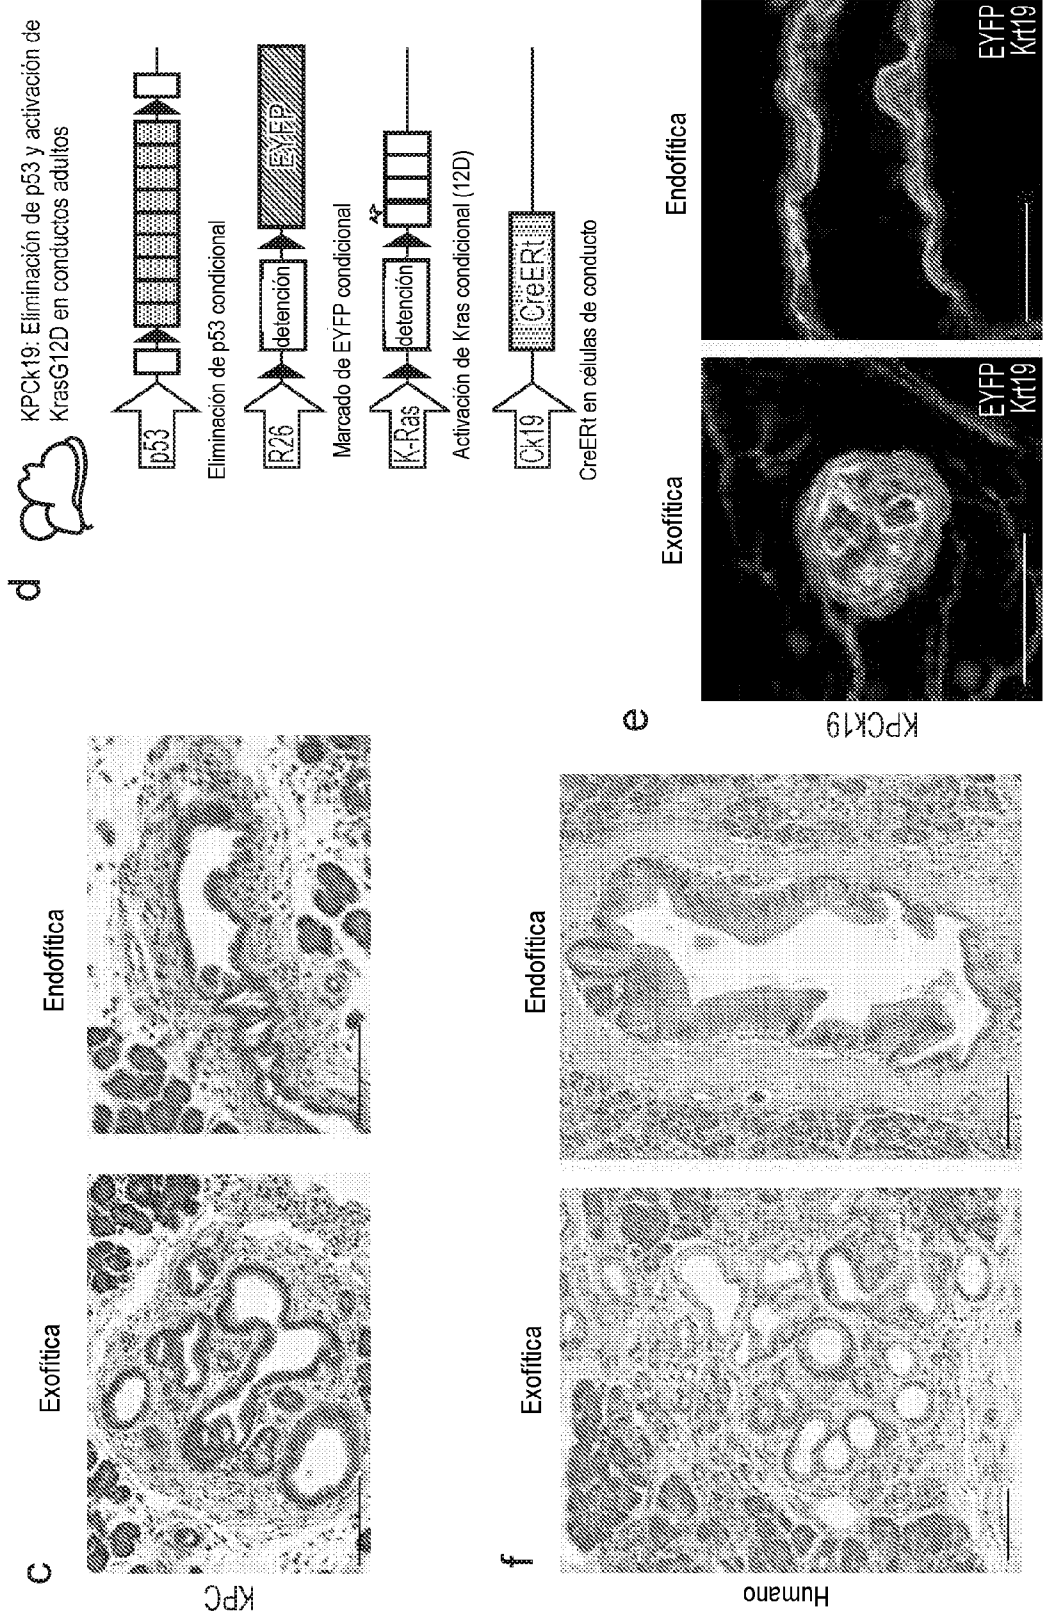 c
Exofítica
Endofítica
KPC
d
KPCk19: Eliminación de p53 y activación de
KrasG12D en conductos adultos
p53
Eliminación de p53 condicional
R26
detención
EYFP
Marcado de EYFP condicional
K-Ras
detención
Activación de Kras condicional (12D)
Ck19
CreERt
CreERt en células de conducto
f
Exofítica
Endofítica
Humano
e
Exofítica
Endofítica
KPCk19
EYFP
Krt19
EYFP
Krt19